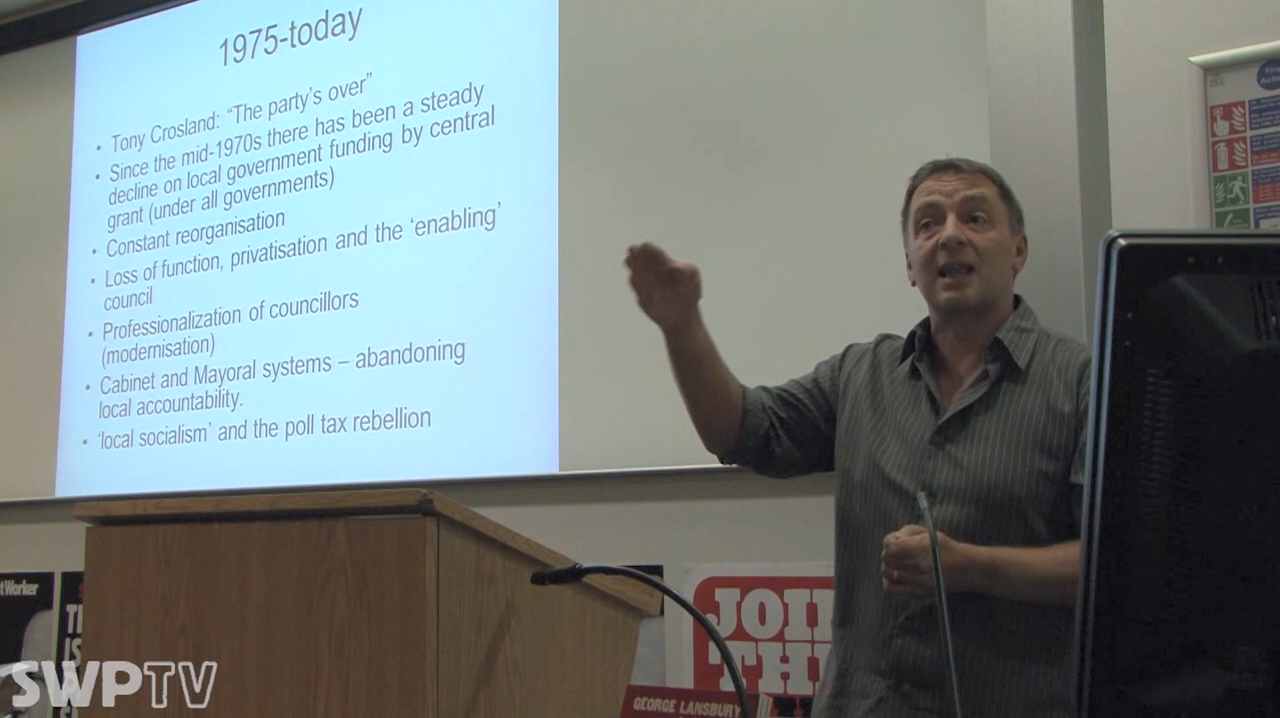 1975-today
• Tony Crosland: “The party’s over”
• Since the mid-1970s there has been a steady
decline on local government funding by central
grant (under all governments)
• Constant reorganisation
• Loss of function, privatisation and the ‘enabling’
council
• Professionalization of councillors
(modernisation)
• Cabinet and Mayoral systems – abandoning
local accountability.
• ‘local socialism’ and the poll tax rebellion
Worker
JOIN
GEORGE LANSBURY
SWPTV